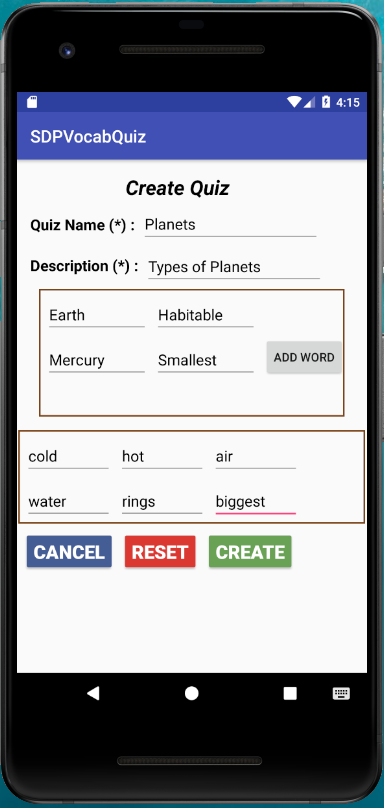 4:15
SDPVocabQuiz
Create Quiz
Quiz Name (*) : Planets
Description (*) : Types of Planets
Earth Habitable
Mercury Smallest ADD WORD
cold hot air
water rings biggest
CANCEL RESET CREATE